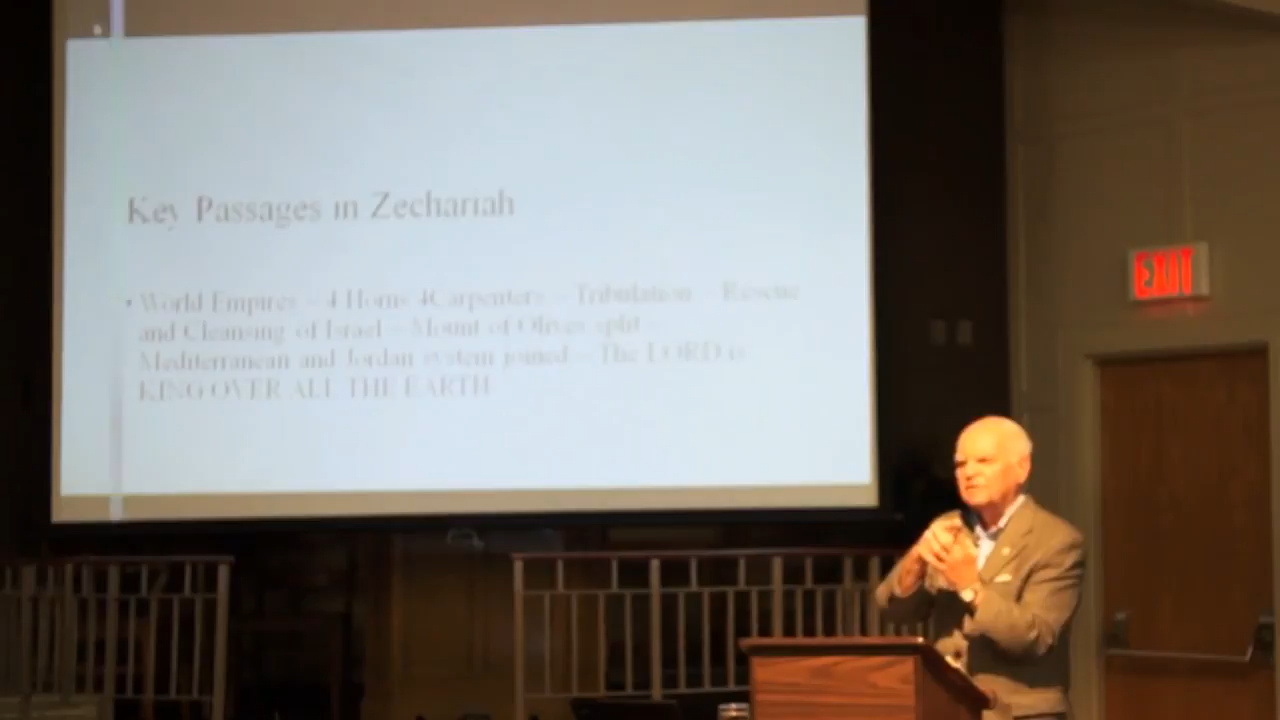 Key Passages in Zechariah
• World Empires – 4 Horns 4Carpenters – Tribulation – Rescue
and Cleansing of Israel – Mount of Olives split –
Mediterranean and Jordan system joined – The LORD is
KING OVER ALL THE EARTH
EXIT